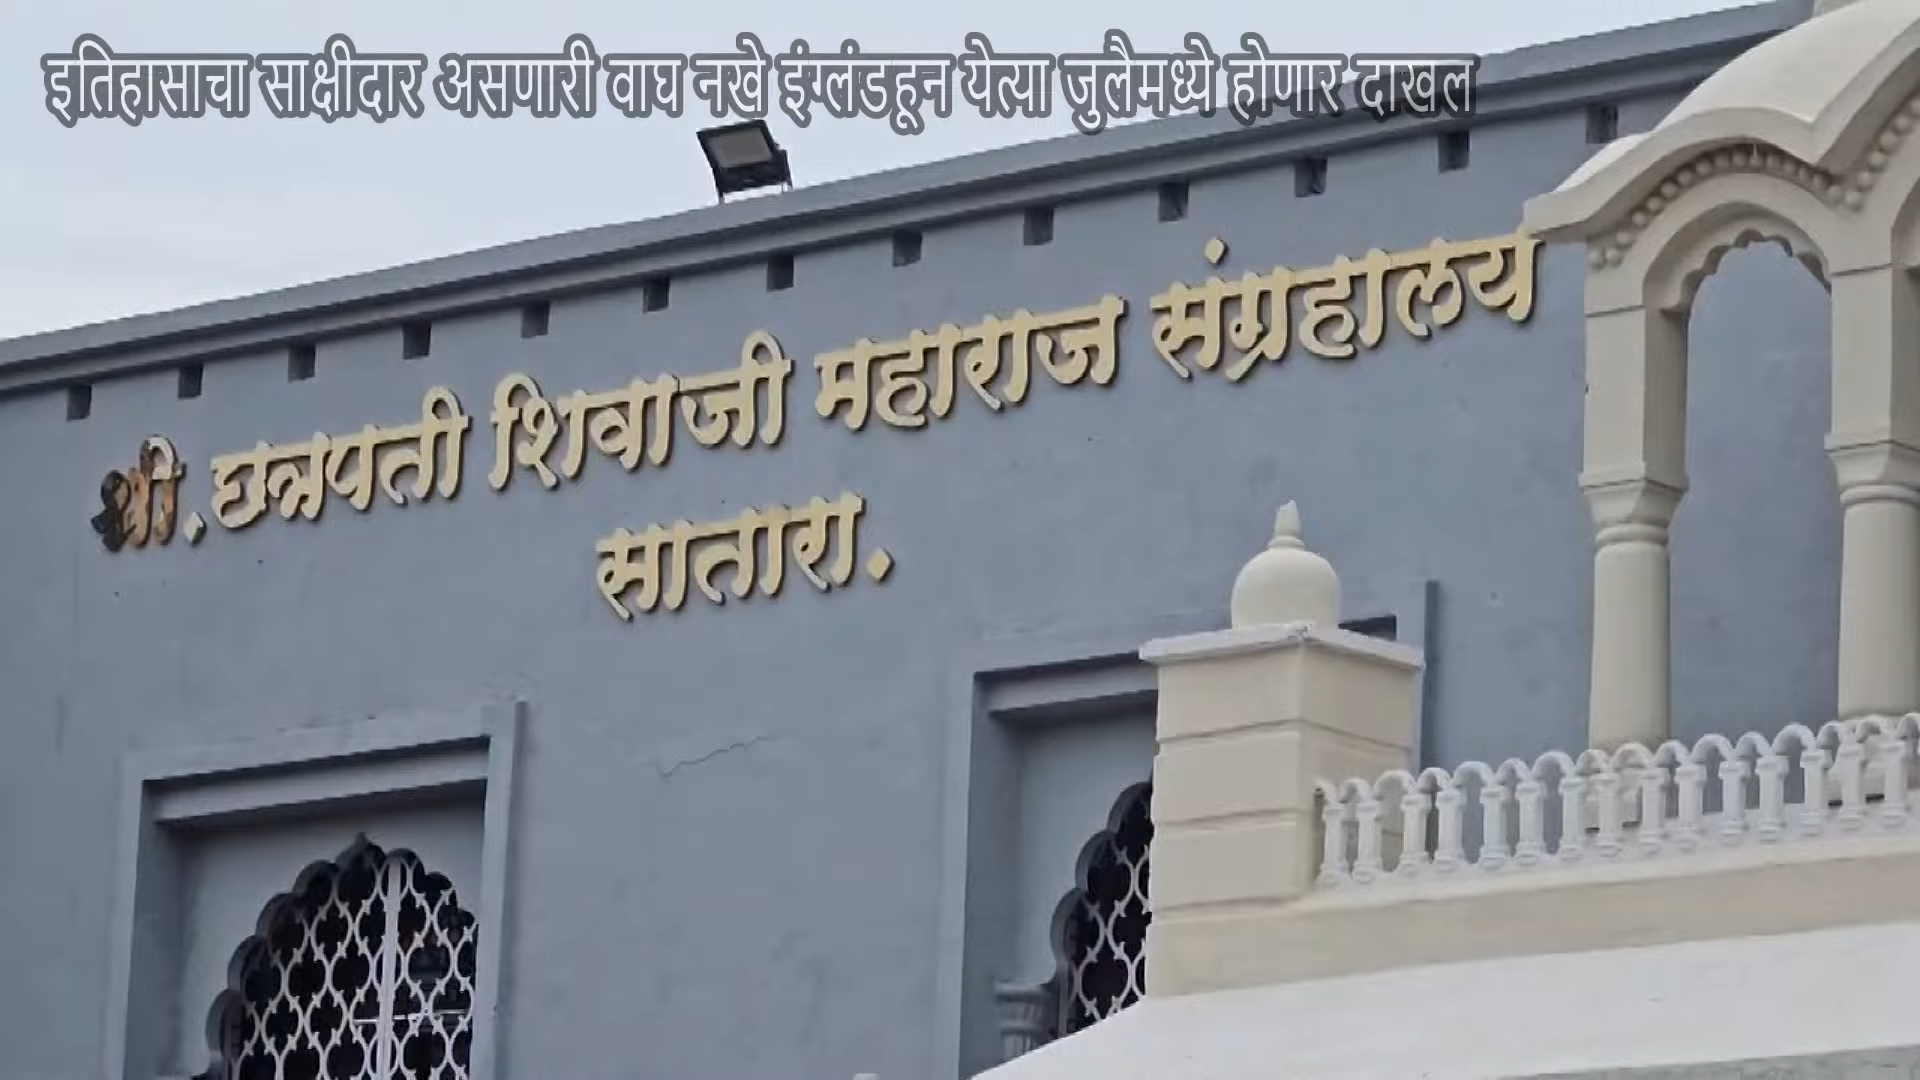 इतिहासाचा साक्षीदार असणारी वाघ नखे इंग्लंडहून येत्या जुलैमध्ये होणार दाखल
श्री. छत्रपती शिवाजी महाराज संग्रहालय
सातारा.